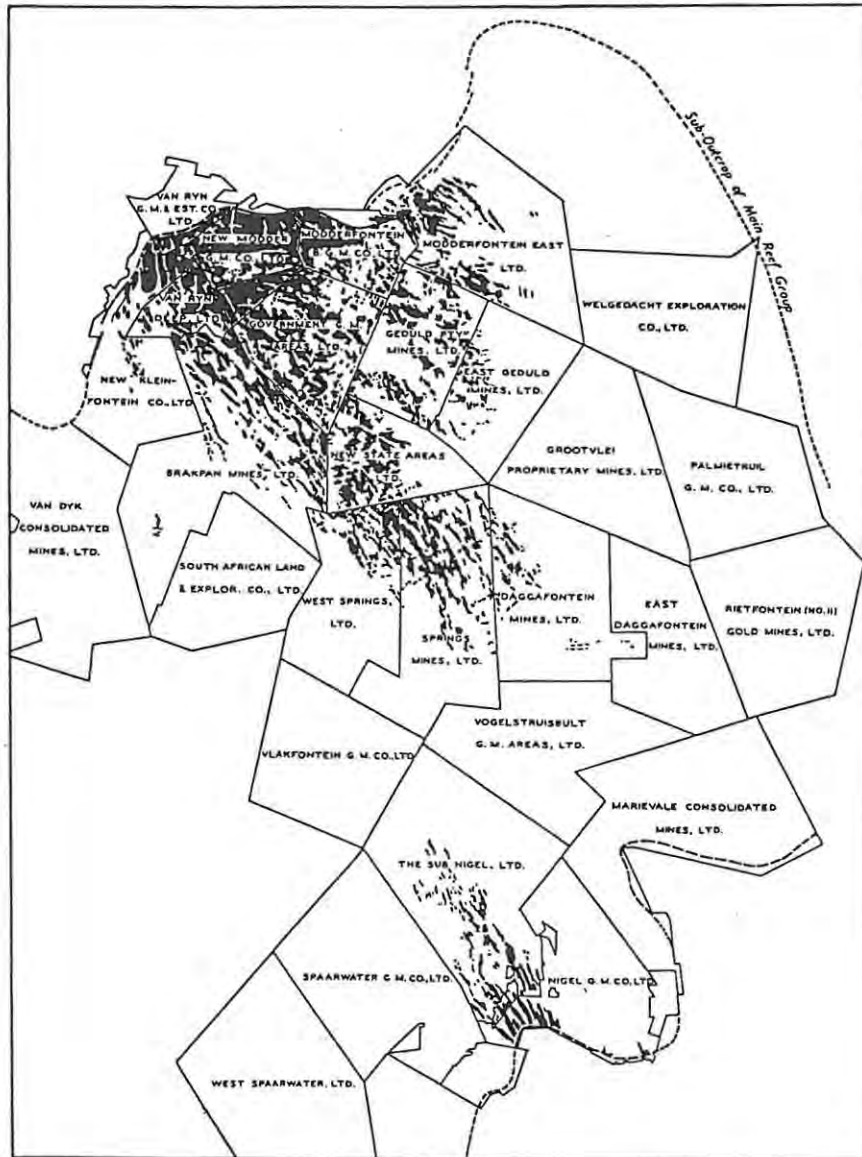 Sub-Outcrop of Main Reef Group
VAN RYN
G.M. & EST. CO.
LTD.
NEW MODDER
G.M. CO., LTD.
MODDERFONTEIN
B. G.M. CO. LTD.
MODDERFONTEIN EAST
LTD.
WELGEDACHT EXPLORATION
CO., LTD.
VAN RYN
DEEP LTD.
GOVERNMENT G.M.
AREAS LTD.
GEDULD PTY
MINES, LTD.
EAST GEDULD
MINES, LTD.
NEW KLEIN-
FONTEIN CO., LTD
BRAKPAN MINES, LTD.
NEW STATE AREAS
LTD.
GROOTVLEI
PROPRIETARY MINES, LTD.
PALMIETKUIL
G.M. CO., LTD.
VAN DYK
CONSOLIDATED
MINES, LTD.
SOUTH AFRICAN LAND
& EXPLOR. CO., LTD.
WEST SPRINGS,
LTD.
SPRINGS
MINES, LTD.
DAGGAFONTEIN
MINES, LTD.
EAST
DAGGAFONTEIN
MINES, LTD.
RIETFONTEIN (NO. 11)
GOLD MINES, LTD.
VLAKFONTEIN G.M. CO., LTD
VOGELSTRUISBULT
G.M. AREAS, LTD.
MARIEVALE CONSOLIDATED
MINES, LTD.
THE SUB NIGEL, LTD.
SPAARWATER G.M. CO., LTD.
NIGEL G.M. CO., LTD.
WEST SPAARWATER, LTD.